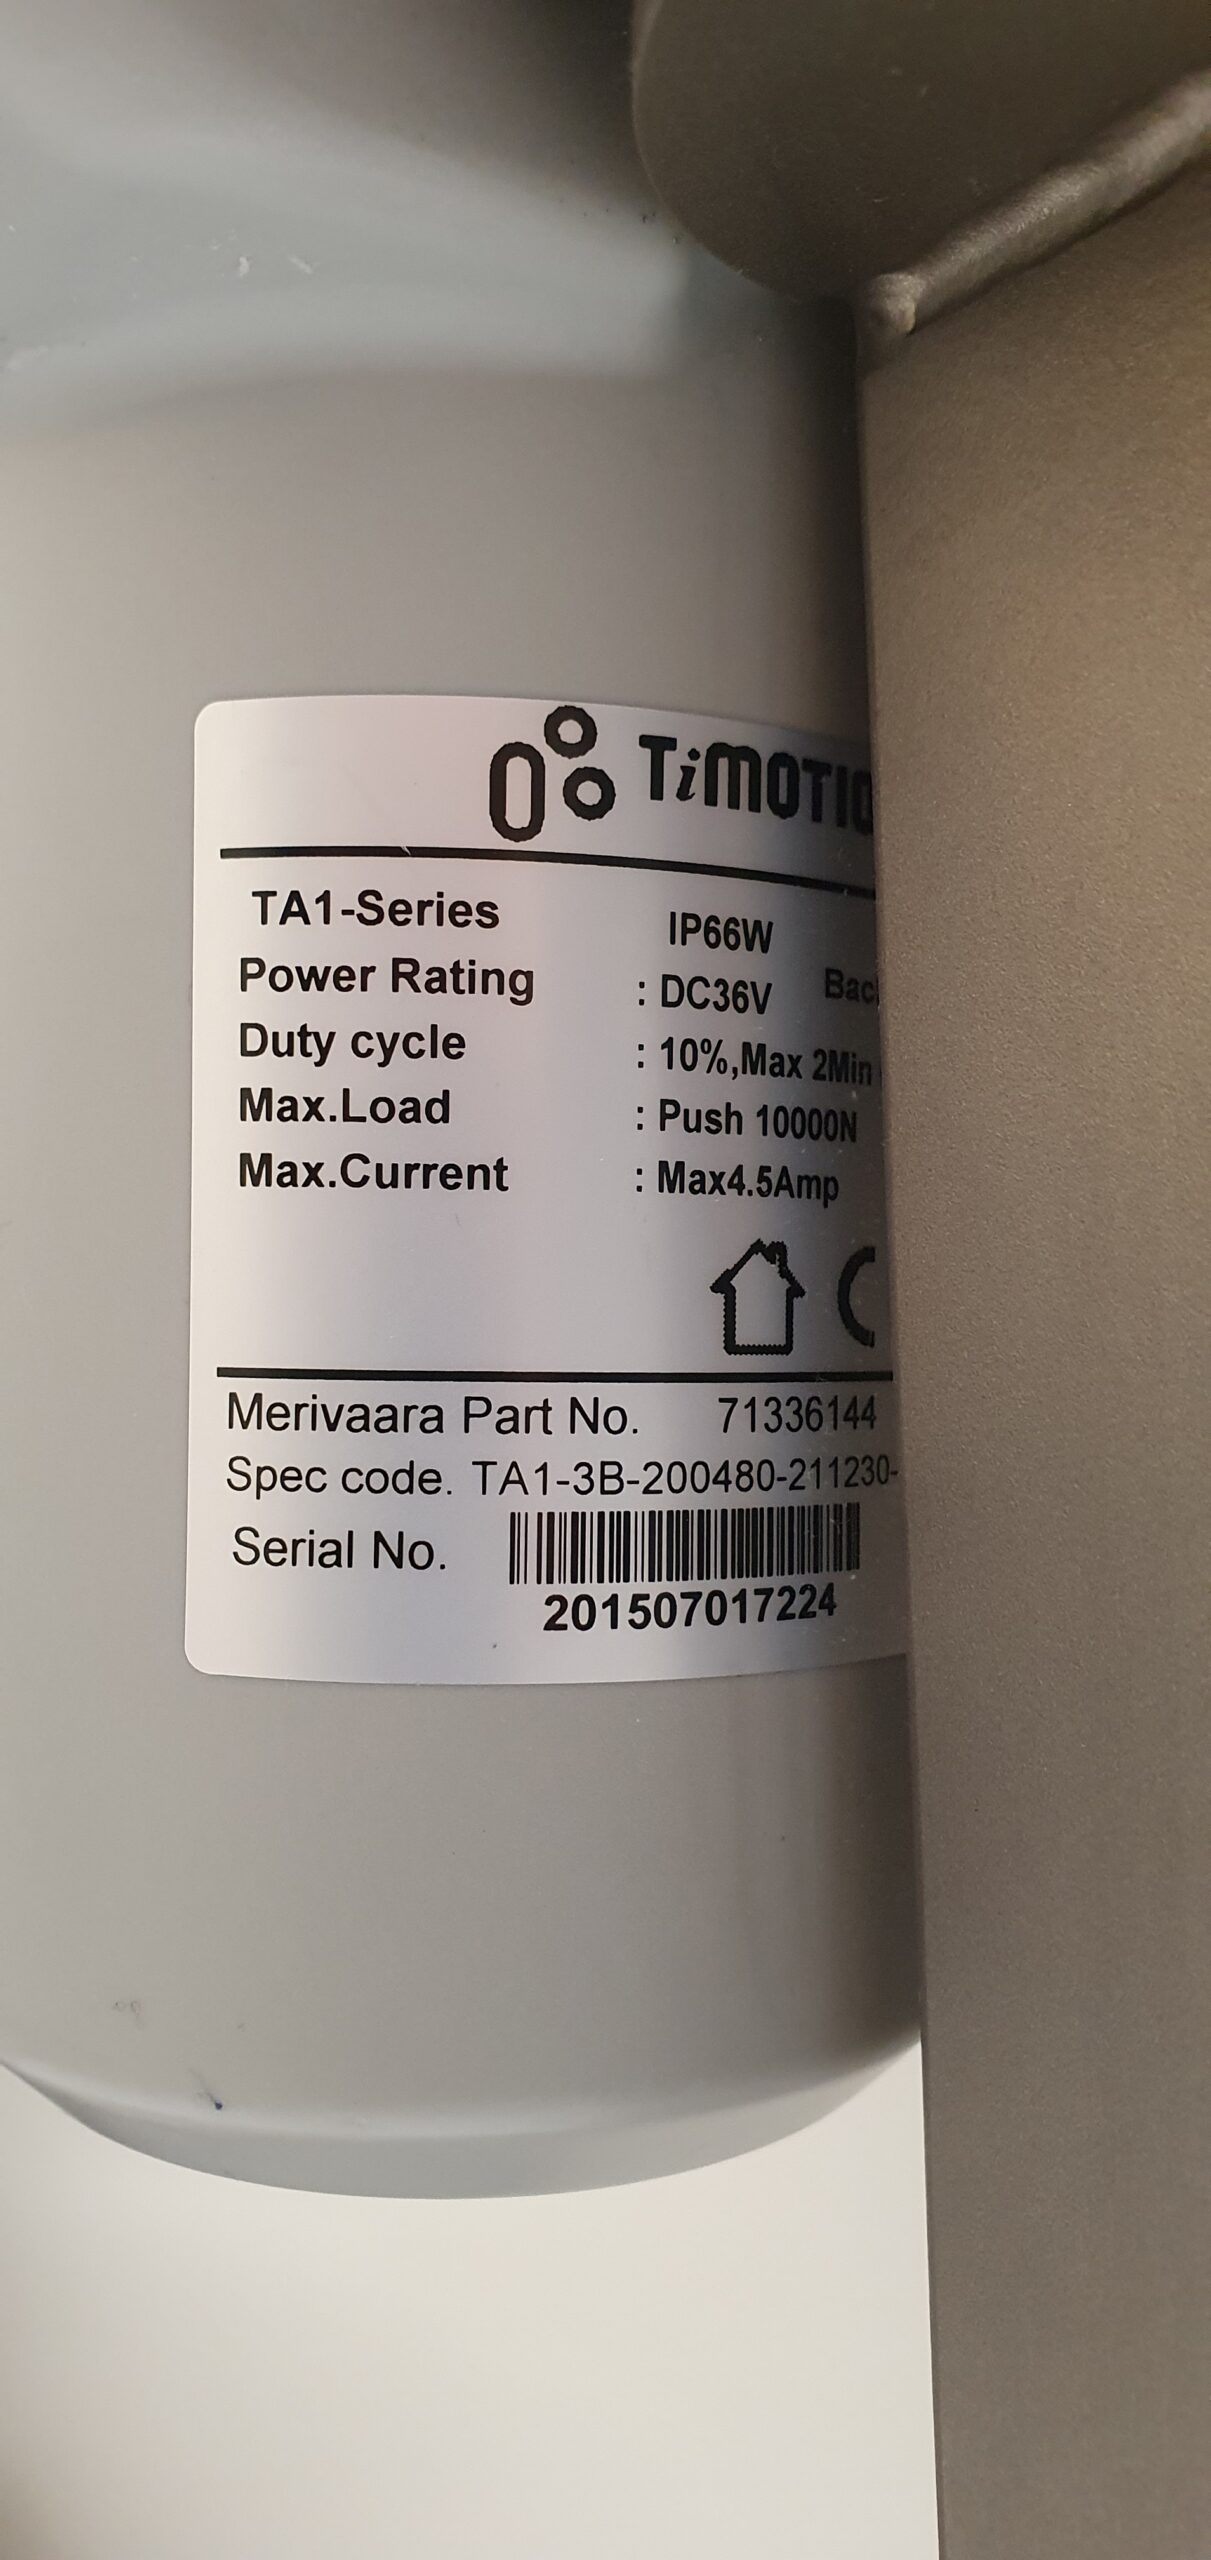 TiMOTIO
TA1-Series IP66W
Power Rating : DC36V Bac
Duty cycle : 10%,Max 2Min
Max.Load : Push 10000N
Max.Current : Max4.5Amp
Merivaara Part No. 71336144
Spec code. TA1-3B-200480-211230-
Serial No.
201507017224